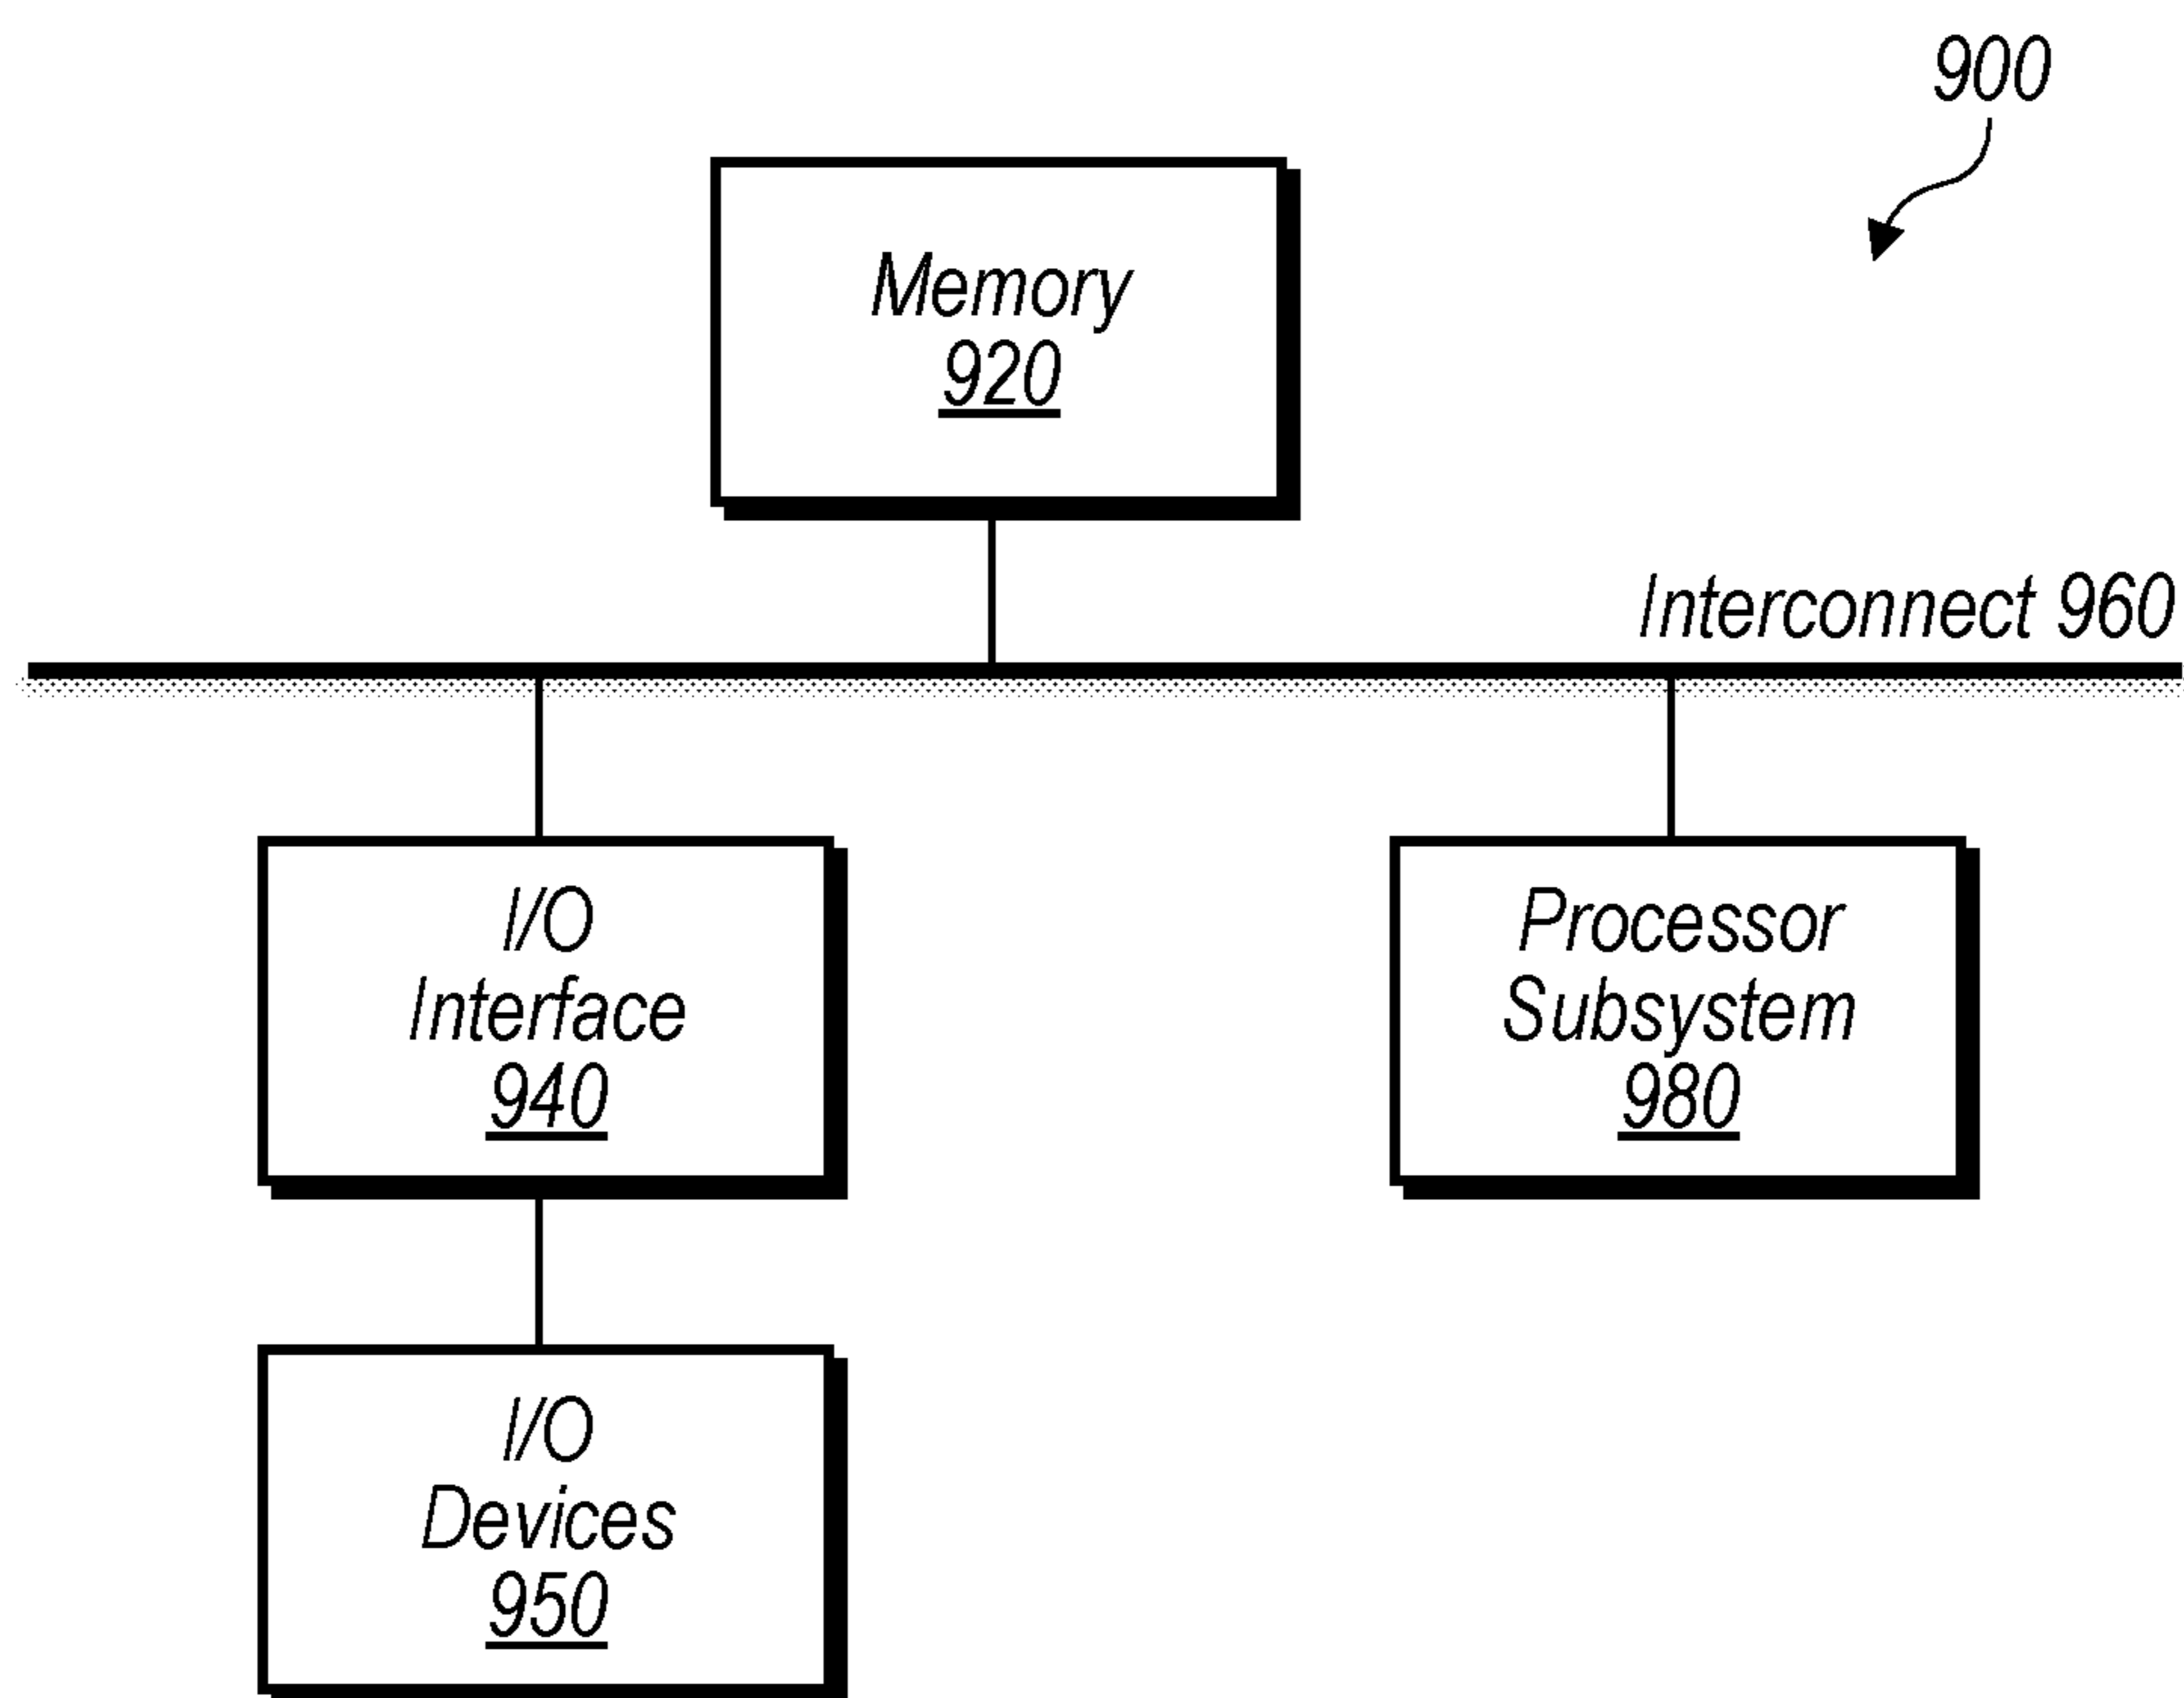 900
Memory
920
Interconnect 960
I/O
Interface
940
Processor
Subsystem
980
I/O
Devices
950